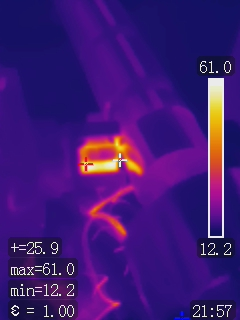 61.0
12.2
+=25.9
max=61.0
min=12.2
ε = 1.00
21:57